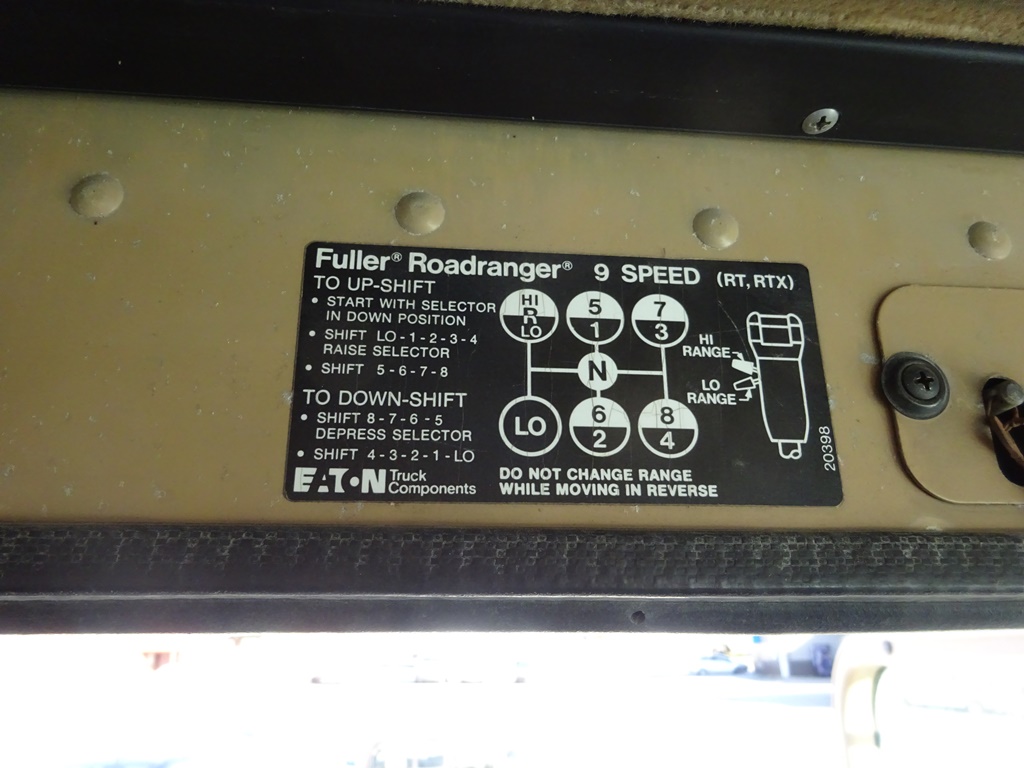 Fuller® Roadranger® 9 SPEED (RT, RTX)
TO UP-SHIFT
• START WITH SELECTOR
IN DOWN POSITION
• SHIFT LO-1-2-3-4
RAISE SELECTOR
• SHIFT 5-6-7-8
TO DOWN-SHIFT
• SHIFT 8-7-6-5
DEPRESS SELECTOR
• SHIFT 4-3-2-1-LO
EATON Truck
Components
HI
R
LO
5
1
7
3
N
LO
6
2
8
4
HI
RANGE
LO
RANGE
DO NOT CHANGE RANGE
WHILE MOVING IN REVERSE
20398